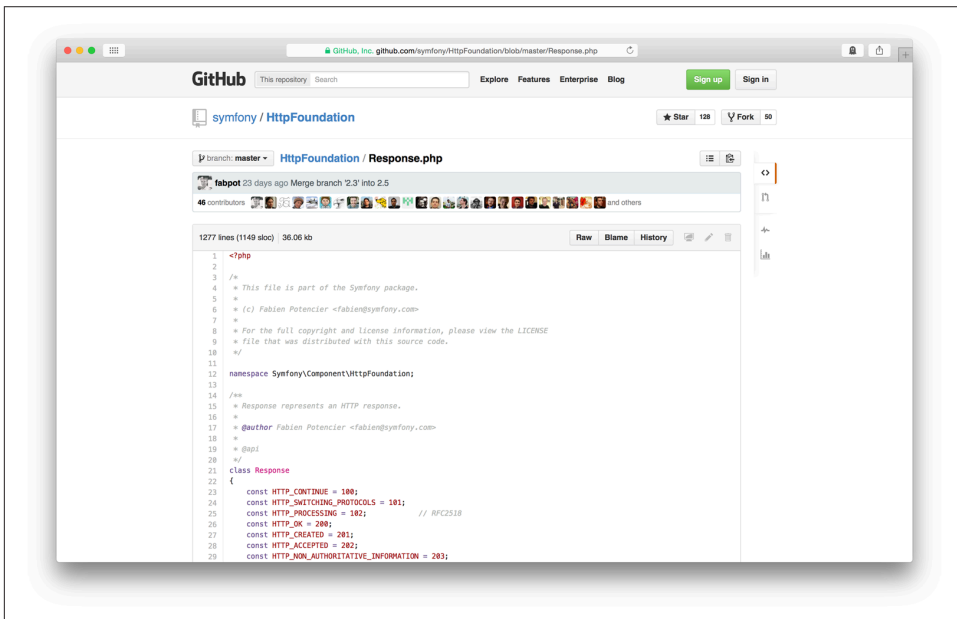 GitHub, Inc. github.com/symfony/HttpFoundation/blob/master/Response.php
GitHub This repository Search Explore Features Enterprise Blog Sign up Sign in
symfony / HttpFoundation Star 128 Fork 50
branch: master HttpFoundation / Response.php
fabpot 23 days ago Merge branch '2.3' into 2.5
46 contributors and others
1277 lines (1149 sloc) 36.06 kb Raw Blame History
1 <?php
2
3 /*
4 * This file is part of the Symfony package.
5 *
6 * (c) Fabien Potencier <fabien@symfony.com>
7 *
8 * For the full copyright and license information, please view the LICENSE
9 * file that was distributed with this source code.
10 */
11
12 namespace Symfony\Component\HttpFoundation;
13
14 /**
15 * Response represents an HTTP response.
16 *
17 * @author Fabien Potencier <fabien@symfony.com>
18 *
19 * @api
20 */
21 class Response
22 {
23 const HTTP_CONTINUE = 100;
24 const HTTP_SWITCHING_PROTOCOLS = 101;
25 const HTTP_PROCESSING = 102; // RFC2518
26 const HTTP_OK = 200;
27 const HTTP_CREATED = 201;
28 const HTTP_ACCEPTED = 202;
29 const HTTP_NON_AUTHORITATIVE_INFORMATION = 203;